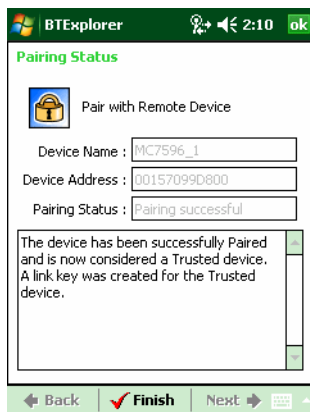 BTExplorer 2:10 ok
Pairing Status
Pair with Remote Device
Device Name : MC7596_1
Device Address : 00157099D800
Pairing Status : Pairing successful
The device has been successfully Paired
and is now considered a Trusted device.
A link key was created for the Trusted
device.
Back Finish Next